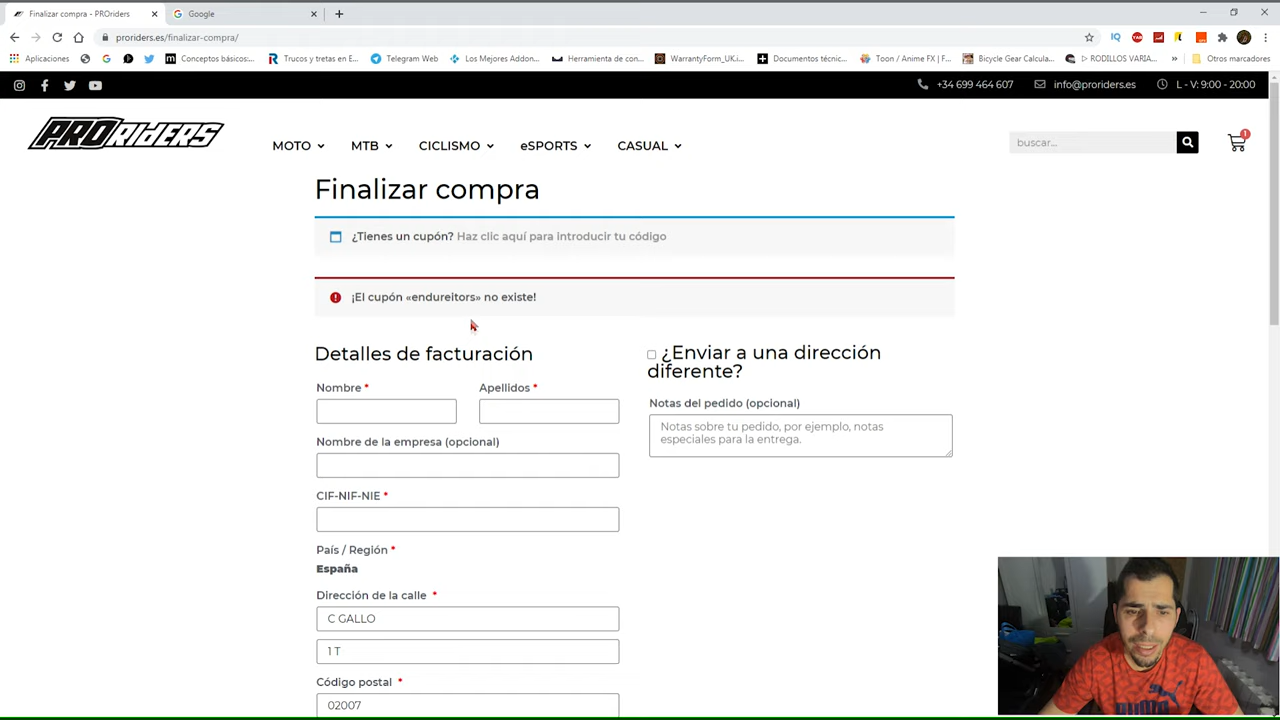 Finalizar compra - PROriders
Google
proriders.es/finalizar-compra/
Aplicaciones
Conceptos básicos:...
Trucos y tretas en E...
Telegram Web
Los Mejores Addon...
Herramienta de con...
WarrantyForm_UK.i...
Documentos técnic...
Toon / Anime FX | F...
Bicycle Gear Calcula...
▷ RODILLOS VARIA...
»
Otros marcadores
+34 699 464 607
info@proriders.es
L - V: 9:00 - 20:00
PRORIDERS
MOTO
MTB
CICLISMO
eSPORTS
CASUAL
buscar...
1
Finalizar compra
¿Tienes un cupón? Haz clic aquí para introducir tu código
¡El cupón «endureitors» no existe!
Detalles de facturación
Nombre *
Apellidos *
Nombre de la empresa (opcional)
CIF-NIF-NIE *
País / Región *
España
Dirección de la calle *
C GALLO
1 T
Código postal *
02007
¿Enviar a una dirección
diferente?
Notas del pedido (opcional)
Notas sobre tu pedido, por ejemplo, notas
especiales para la entrega.
PUMA